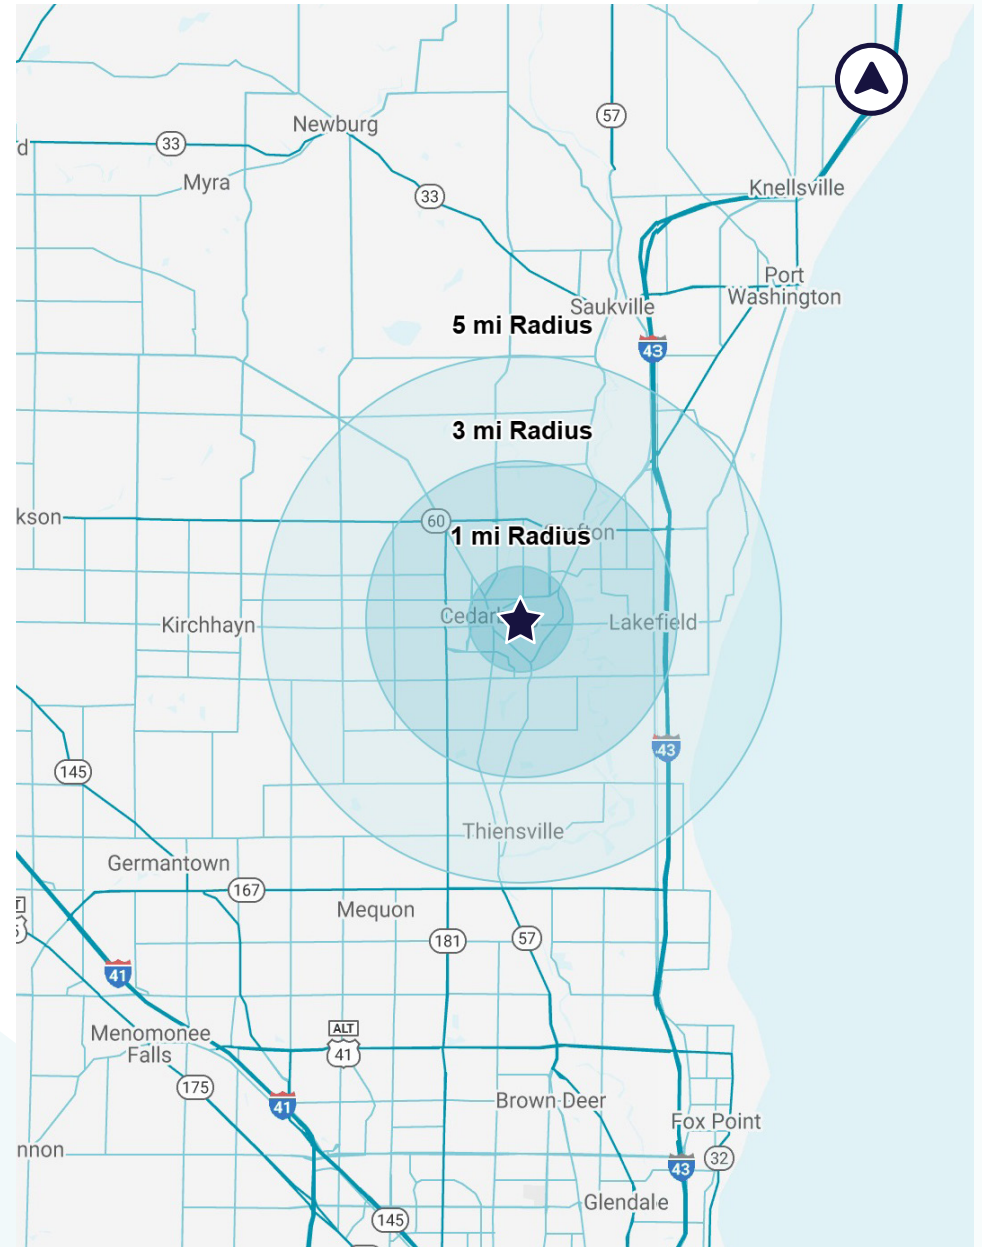 57
Newburg
33
Myra
33
Knellsville
Port
Washington
Saukville
5 mi Radius
43
3 mi Radius
60
1 mi Radius
Kirchhayn
Lakefield
43
145
Thiensville
Germantown
167
Mequon
181
57
41
Menomonee
Falls
ALT
41
175
41
Brown Deer
Fox Point
32
43
Glendale
145